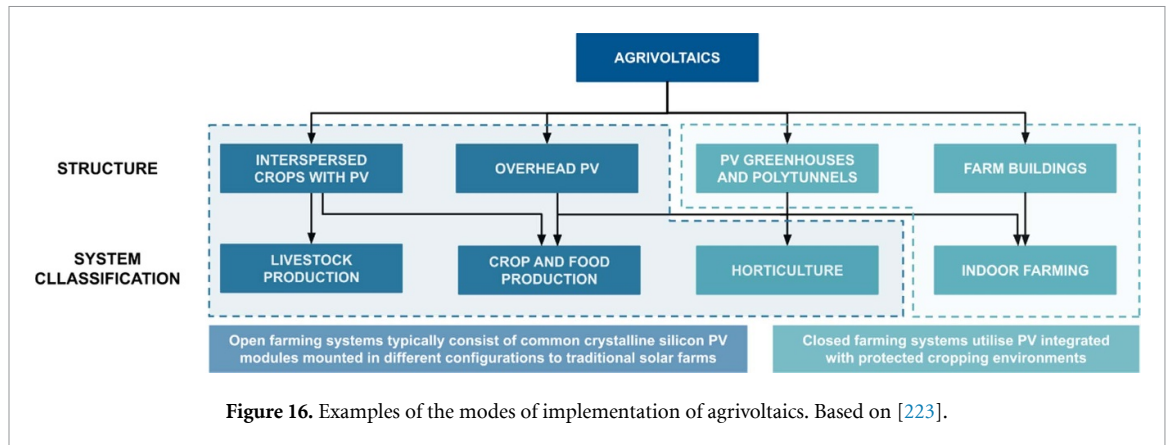 AGRIVOLTAICS
STRUCTURE
INTERSPERSED
CROPS WITH PV
OVERHEAD PV
PV GREENHOUSES
AND POLYTUNNELS
FARM BUILDINGS
SYSTEM
CLLASSIFICATION
LIVESTOCK
PRODUCTION
CROP AND FOOD
PRODUCTION
HORTICULTURE
INDOOR FARMING
Open farming systems typically consist of common crystalline silicon PV
modules mounted in different configurations to traditional solar farms
Closed farming systems utilise PV integrated
with protected cropping environments
Figure 16. Examples of the modes of implementation of agrivoltaics. Based on [223].